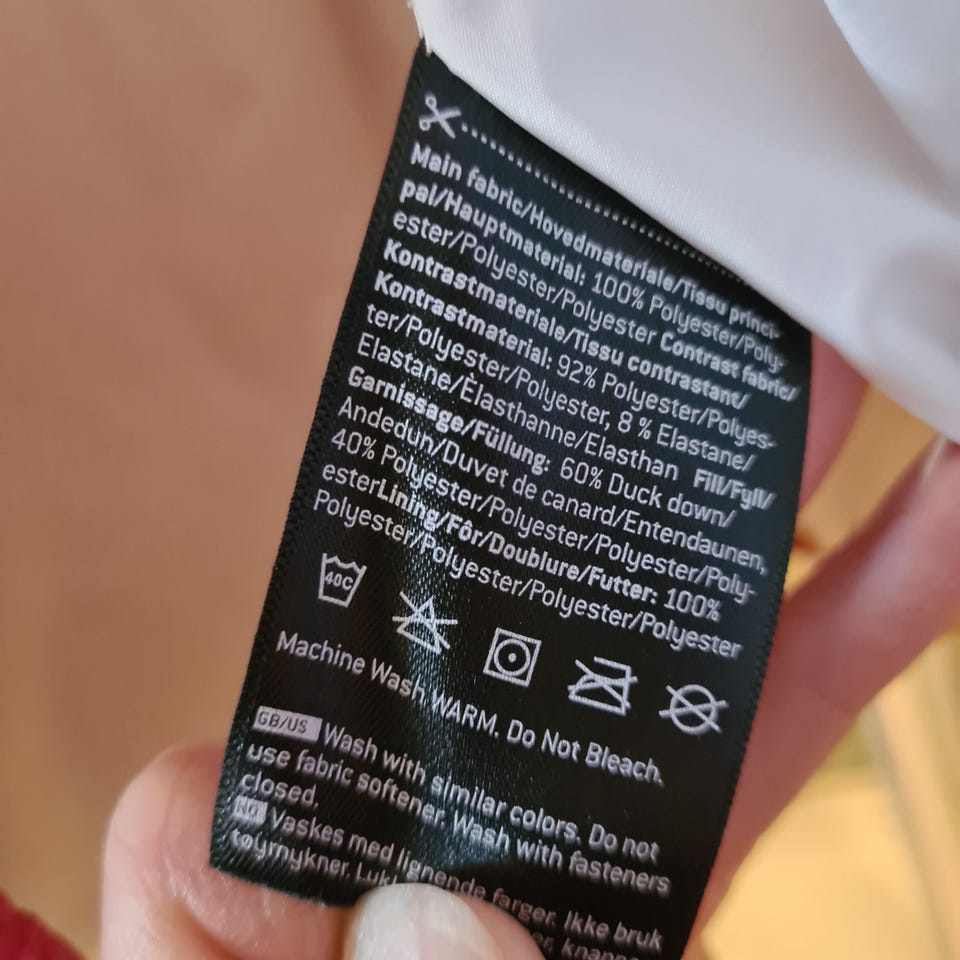 Main fabric/Hovedmateriale/Tissu princi-
pal/Hauptmaterial: 100% Polyester/Poly-
ester/Polyester/Polyester Contrast fabric/
Kontrastmateriale/Tissu contrastant/
Kontrastmaterial: 92% Polyester/Polyes-
ter/Polyester/Polyester, 8 % Elastane/
Elastane/Élasthanne/Elasthan Fill/Fyll/
Garnissage/Füllung: 60% Duck down/
Andedun/Duvet de canard/Entendaunen,
40% Polyester/Polyester/Polyester/Poly-
esterLining/Fôr/Doublure/Futter: 100%
Polyester/Polyester/Polyester/Polyester
40C
Machine Wash WARM. Do Not Bleach.
GB/US Wash with similar colors. Do not
use fabric softener. Wash with fasteners
closed.
NO Vaskes med lignende farger. Ikke bruk
tøymykner.